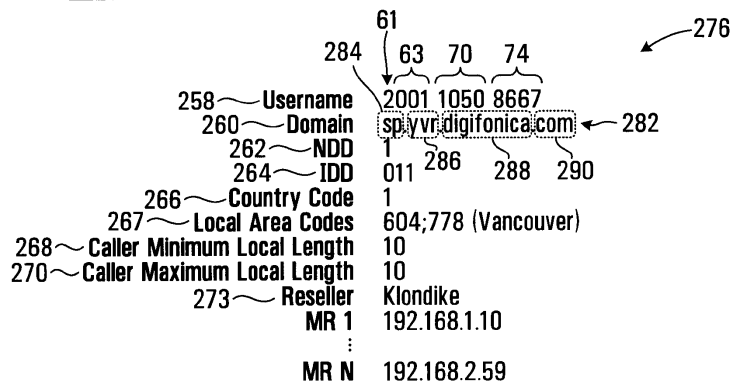 61
276
284 63 70 74
258 Username 2001 1050 8667
260 Domain sp yvr digifonica com 282
262 NDD 1 286 288 290
264 IDD 011
266 Country Code 1
267 Local Area Codes 604;778 (Vancouver)
268 Caller Minimum Local Length 10
270 Caller Maximum Local Length 10
273 Reseller Klondike
MR 1 192.168.1.10
⋮
MR N 192.168.2.59